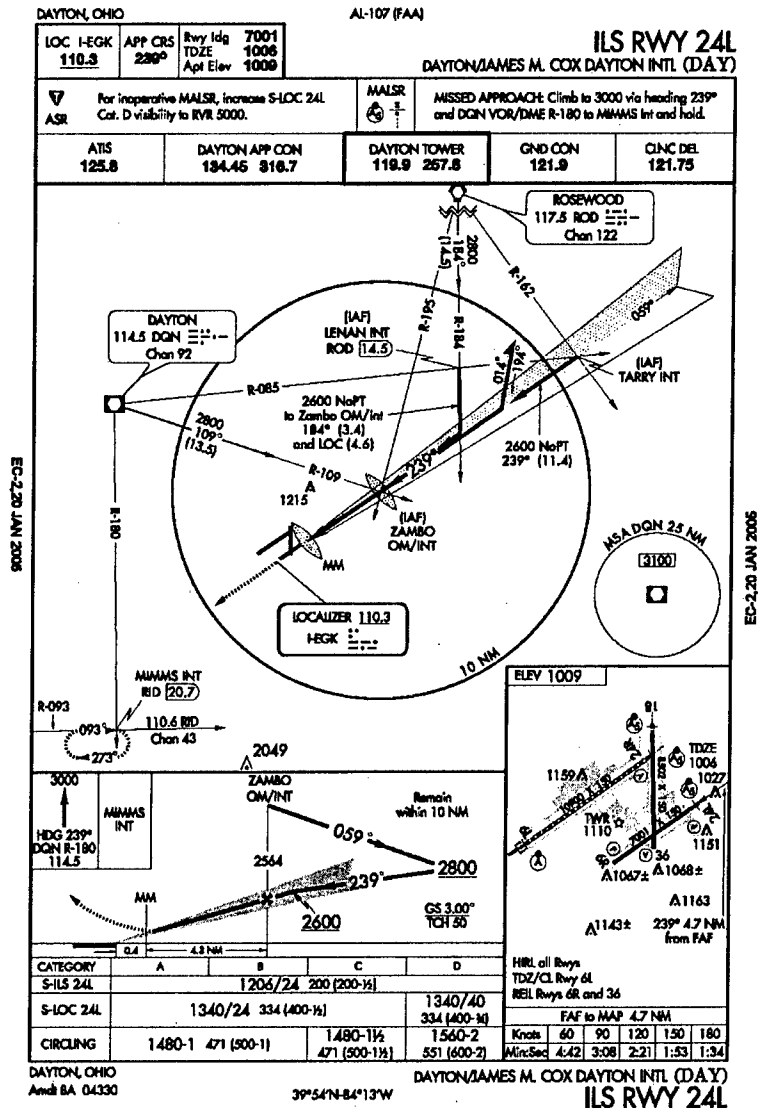 DAYTON, OHIO
AL-107 (FAA)
LOC I-EGK
110.3
APP CRS
239°
Rwy ldg 7001
TDZE 1006
Apt Elev 1009
ILS RWY 24L
DAYTON/JAMES M. COX DAYTON INTL (DAY)
T
ASR
For inoperative MALSR, increase S-LOC 24L
Cat. D visibility to RVR 5000.
MALSR
MISSED APPROACH: Climb to 3000 via heading 239°
and DQN VOR/DME R-180 to MIMMS Int and hold.
ATIS
125.8
DAYTON APP CON
134.45 316.7
DAYTON TOWER
119.9 257.8
GND CON
121.9
CLNC DEL
121.75
ROSEWOOD
117.5 ROD
Chan 122
2800
184°
(14.5)
R-162
R-195
R-184
059°
DAYTON
114.5 DQN
Chan 92
(IAF)
LENAN INT
ROD 14.5
014°
194°
(IAF)
TARRY INT
R-085
2600 NoPT
to Zambo OM/int
184° (3.4)
and LOC (4.6)
2600 NoPT
239° (11.4)
2800
109°
(13.5)
R-109
239°
1215
(IAF)
ZAMBO
OM/INT
R-180
MM
LOCALIZER 110.3
I-EGK
MSA DQN 25 NM
3100
10 NM
EC-2,20 JAN 2005
EC-2,20 JAN 2005
MIMMS INT
RID 20.7
R-093
093°
110.6 RID
Chan 43
273°
2049
ELEV 1009
18
TDZE
1006
1159
1027
10900 X 150
8502 X 150
7001 X 150
24L
TWR
1110
1151
6L
6R
36
1067±
1068±
1163
1143±
239° 4.7 NM
from FAF
HIRL all Rwys
TDZ/CL Rwy 6L
REIL Rwys 6R and 36
3000
HDG 239°
DQN R-180
114.5
MIMMS
INT
ZAMBO
OM/INT
Remain
within 10 NM
059°
2564
2800
MM
239°
2600
GS 3.00°
TCH 50
0.4
4.3 NM
CATEGORY A B C D
S-ILS 24L 1206/24 200 (200-½)
S-LOC 24L 1340/24 334 (400-½) 1340/40 334 (400-¾)
CIRCLING 1480-1 471 (500-1) 1480-1½ 471 (500-1½) 1560-2 551 (600-2)
FAF to MAP 4.7 NM
Knots 60 90 120 150 180
Min:Sec 4:42 3:08 2:21 1:53 1:34
DAYTON, OHIO
Amdt 8A 04330
39°54'N-84°13'W
DAYTON/JAMES M. COX DAYTON INTL (DAY)
ILS RWY 24L